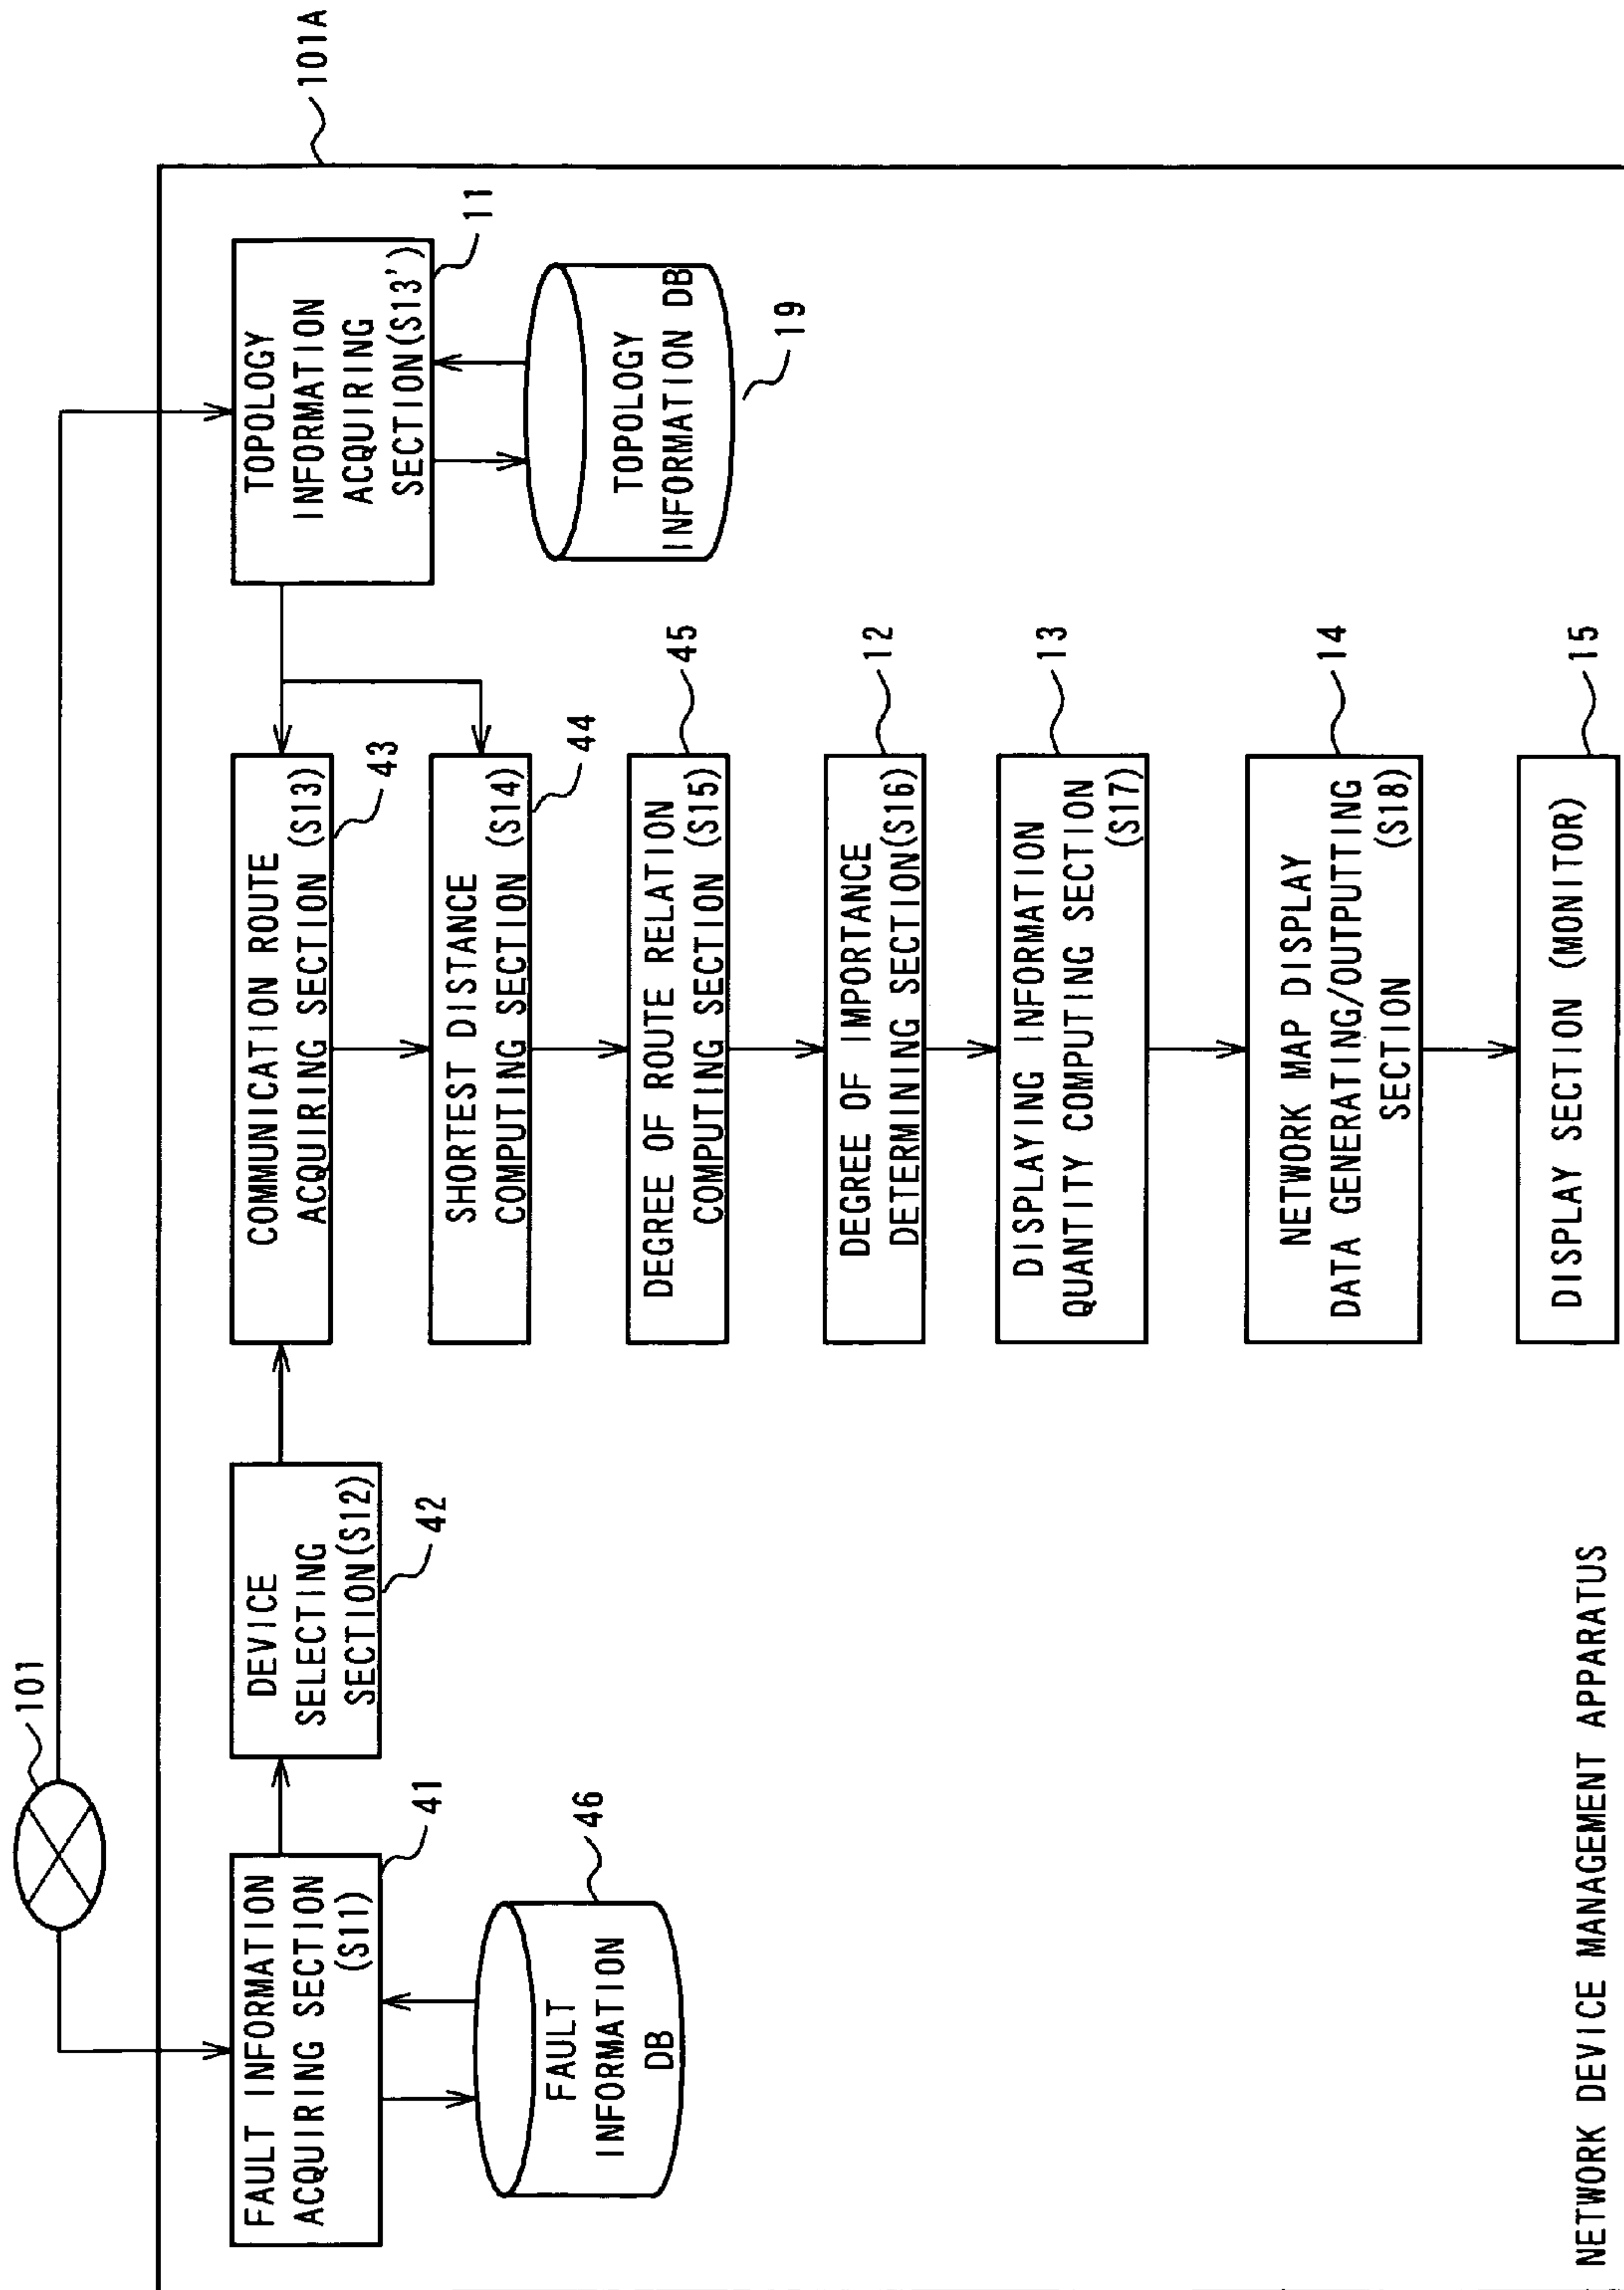 101
101A
FAULT INFORMATION
ACQUIRING SECTION
(S11)
41
FAULT
INFORMATION
DB
46
DEVICE
SELECTING
SECTION(S12)
42
COMMUNICATION ROUTE
ACQUIRING SECTION (S13)
43
TOPOLOGY
INFORMATION
ACQUIRING
SECTION(S13')
11
TOPOLOGY
INFORMATION DB
19
SHORTEST DISTANCE
COMPUTING SECTION (S14)
44
DEGREE OF ROUTE RELATION
COMPUTING SECTION (S15)
45
DEGREE OF IMPORTANCE
DETERMINING SECTION(S16)
12
DISPLAYING INFORMATION
QUANTITY COMPUTING SECTION
(S17)
13
NETWORK MAP DISPLAY
DATA GENERATING/OUTPUTTING
SECTION (S18)
14
DISPLAY SECTION (MONITOR)
15
NETWORK DEVICE MANAGEMENT APPARATUS